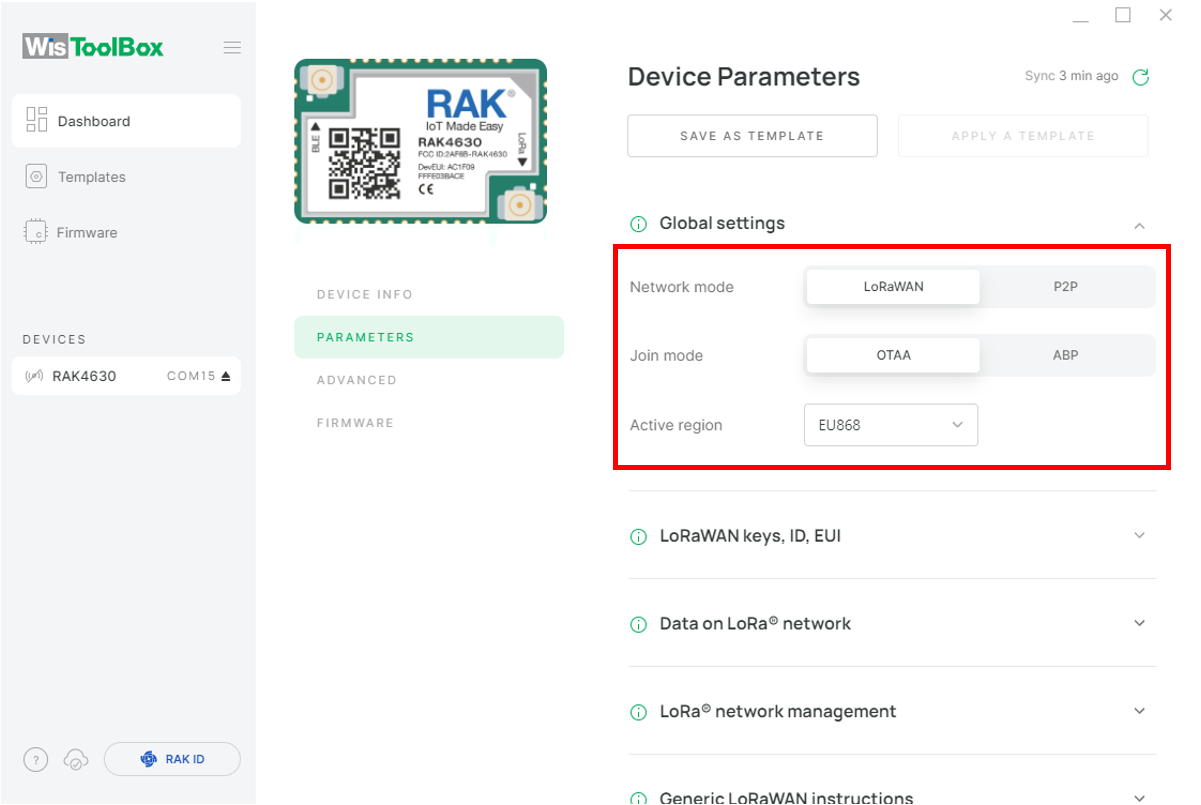 WisToolBox
Dashboard
Templates
Firmware
DEVICES
RAK4630 COM15
?
RAK ID
RAK®
IoT Made Easy
RAK4630
FCC ID:2AF6B-RAK4630
DevEUI: AC1F09
FFFE03BACE
CE
BLE
LoRa
DEVICE INFO
PARAMETERS
ADVANCED
FIRMWARE
Device Parameters
Sync 3 min ago
SAVE AS TEMPLATE
APPLY A TEMPLATE
Global settings
Network mode LoRaWAN P2P
Join mode OTAA ABP
Active region EU868
LoRaWAN keys, ID, EUI
Data on LoRa® network
LoRa® network management
Generic LoRaWAN instructions